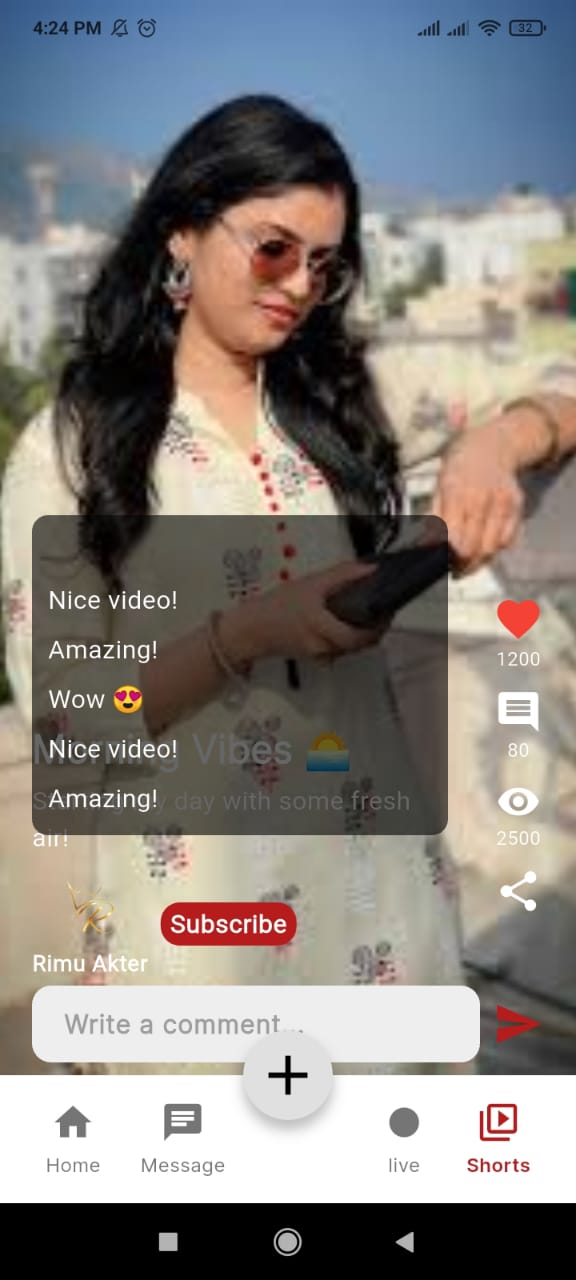 4:24 PM
32
Nice video!
Amazing!
Wow 😍
Nice video!
Morning Vibes 🌅
Amazing!
day with some fresh
air!
1200
80
2500
VR
Subscribe
Rimu Akter
Write a comment...
Home
Message
live
Shorts